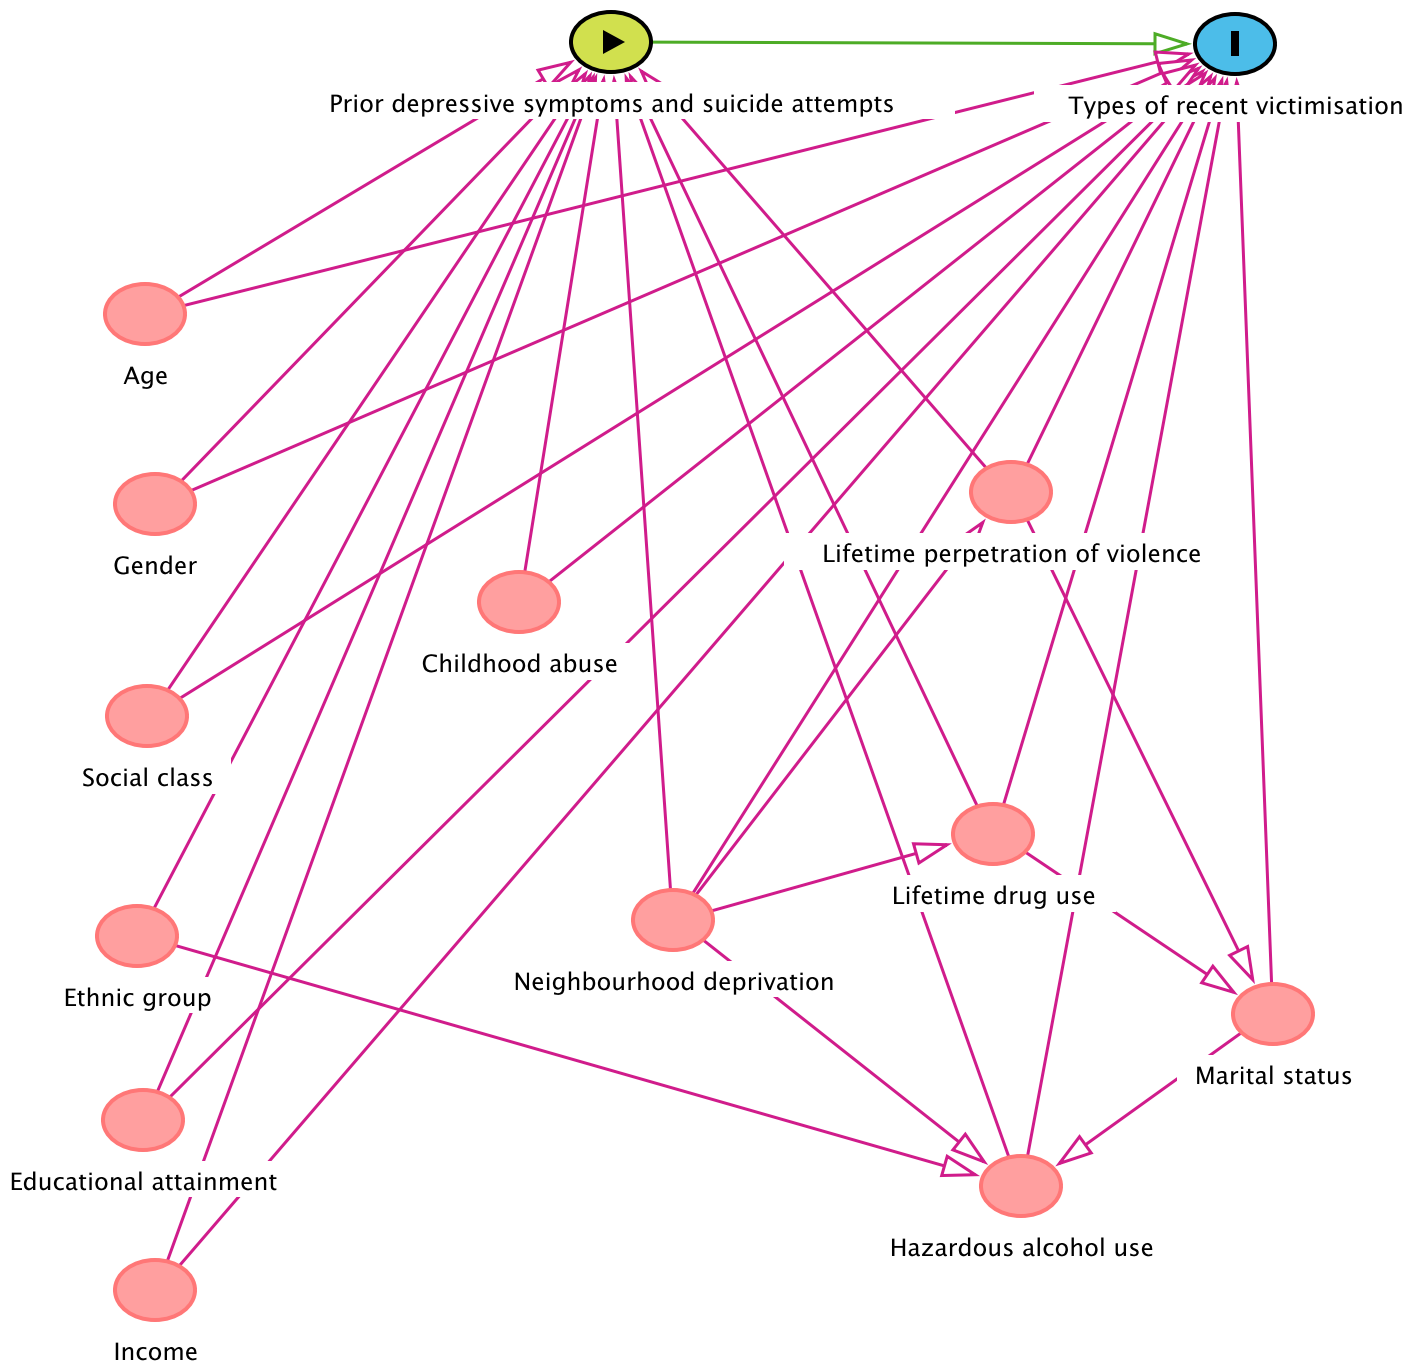 Prior depressive symptoms and suicide attempts
Types of recent victimisation
Age
Gender
Lifetime perpetration of violence
Childhood abuse
Social class
Lifetime drug use
Neighbourhood deprivation
Ethnic group
Marital status
Educational attainment
Hazardous alcohol use
Income